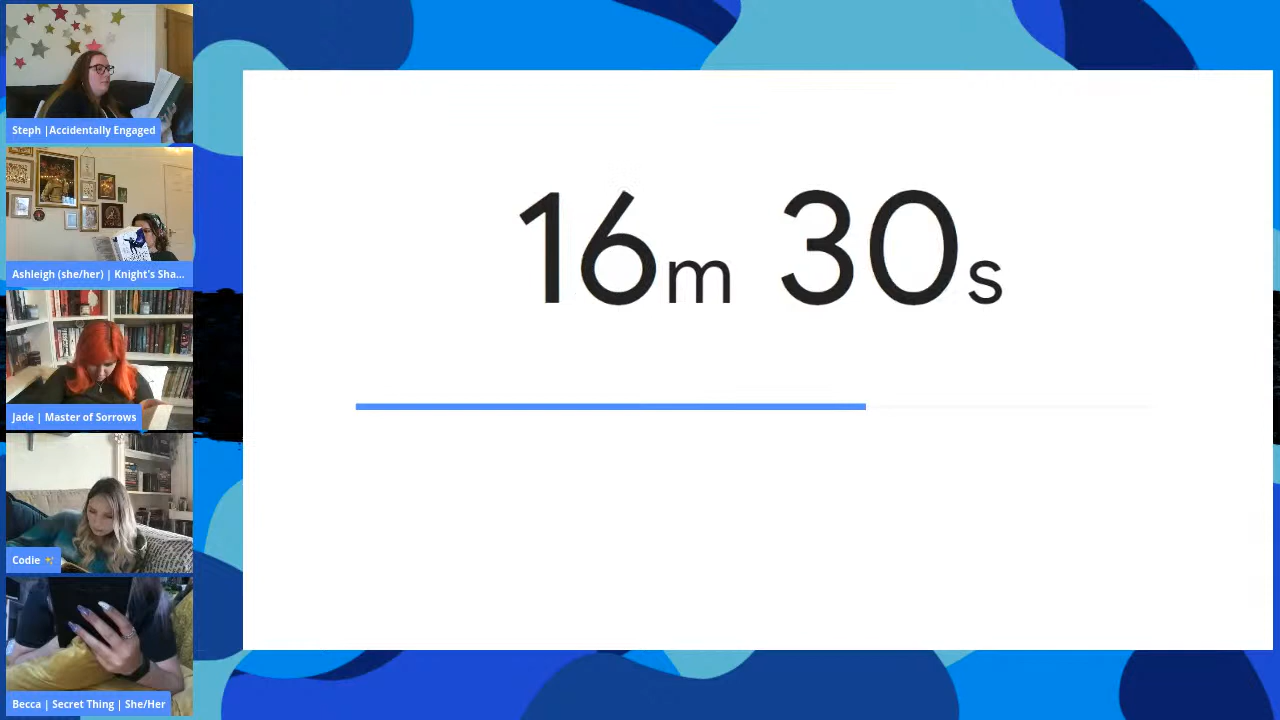 Steph |Accidentally Engaged
16m 30s
Ashleigh (she/her) | Knight's Sha...
Jade | Master of Sorrows
Codie ✨
Becca | Secret Thing | She/Her